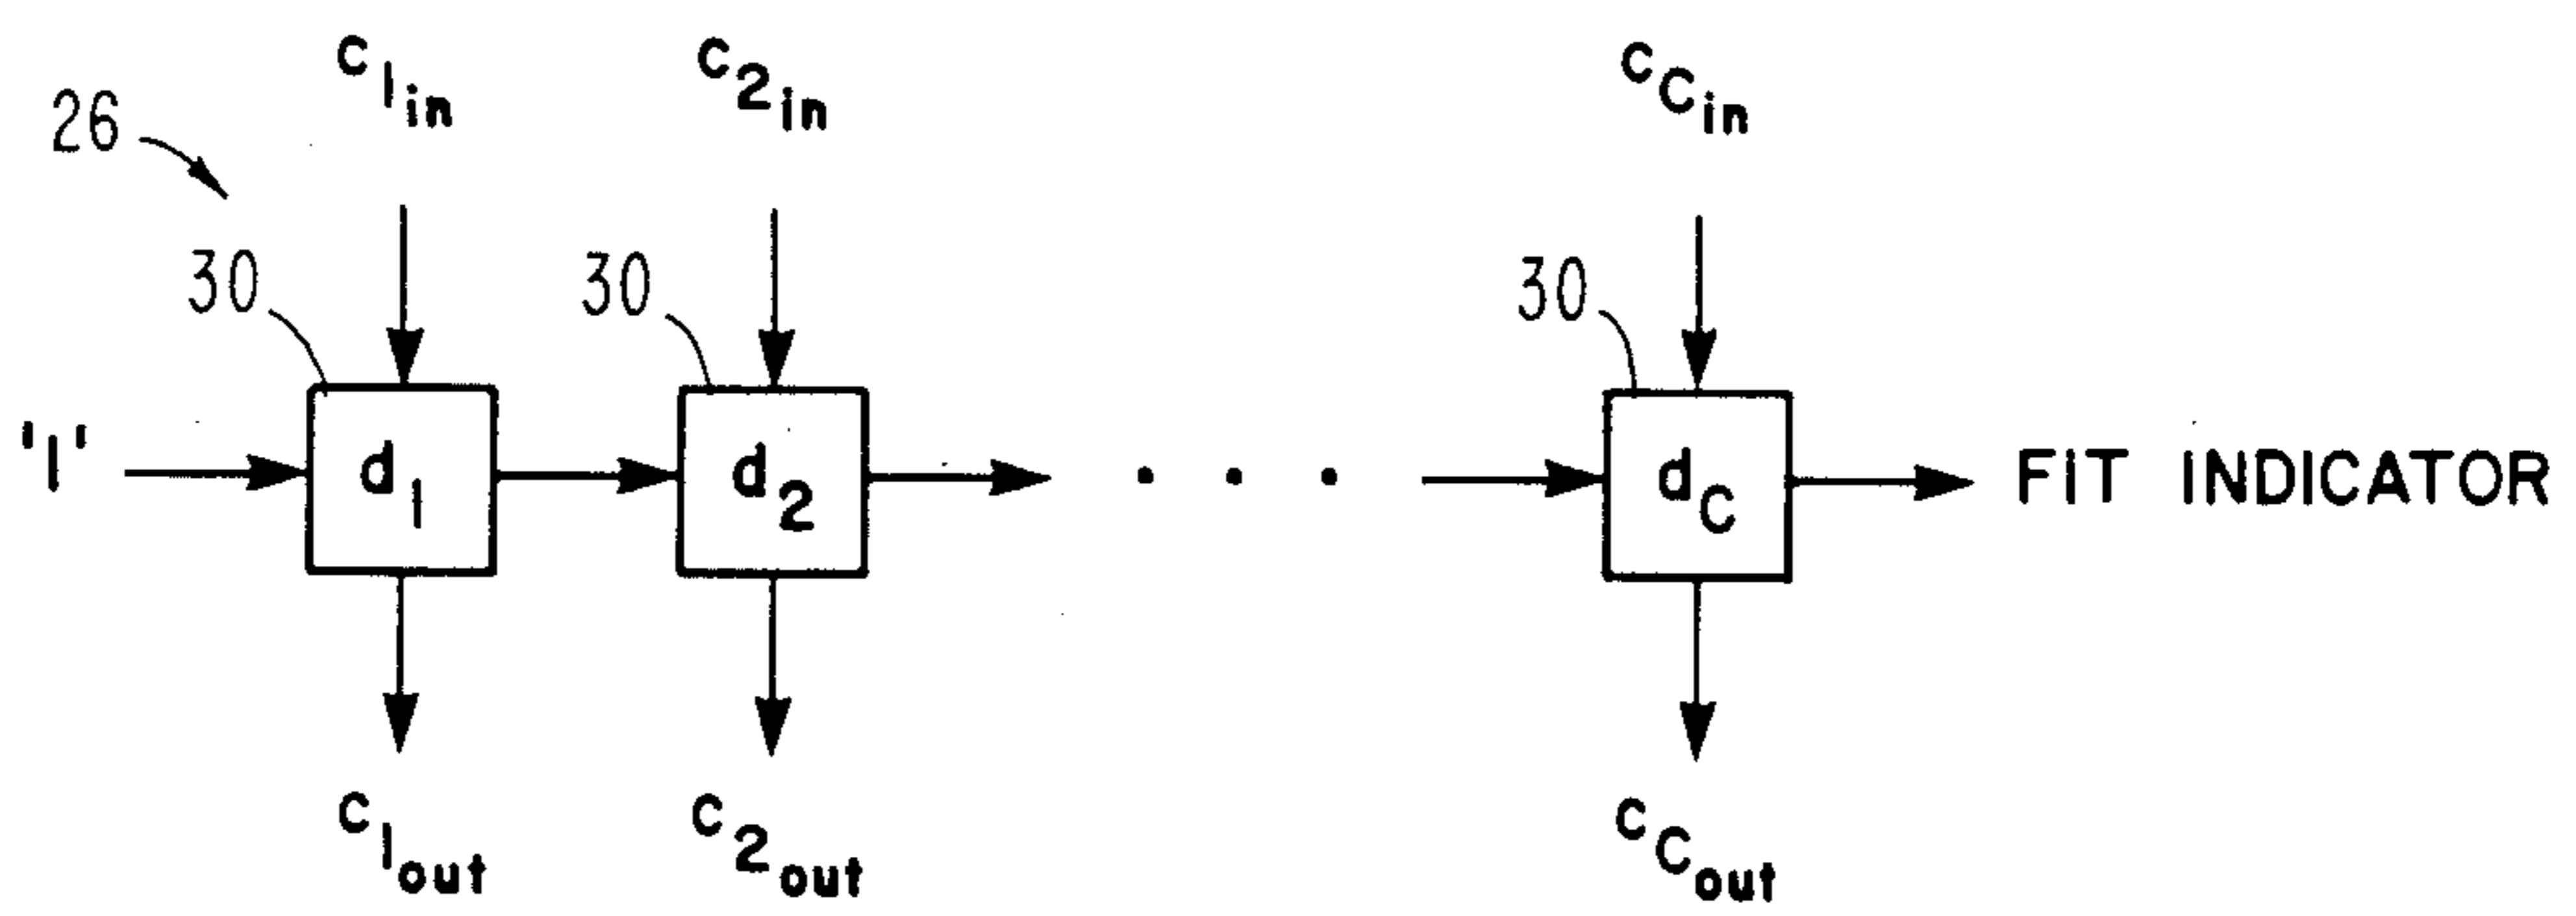 26
c1in
c2in
cCin
30
30
30
'1'
d1
d2
. . .
dC
FIT INDICATOR
c1out
c2out
cCout